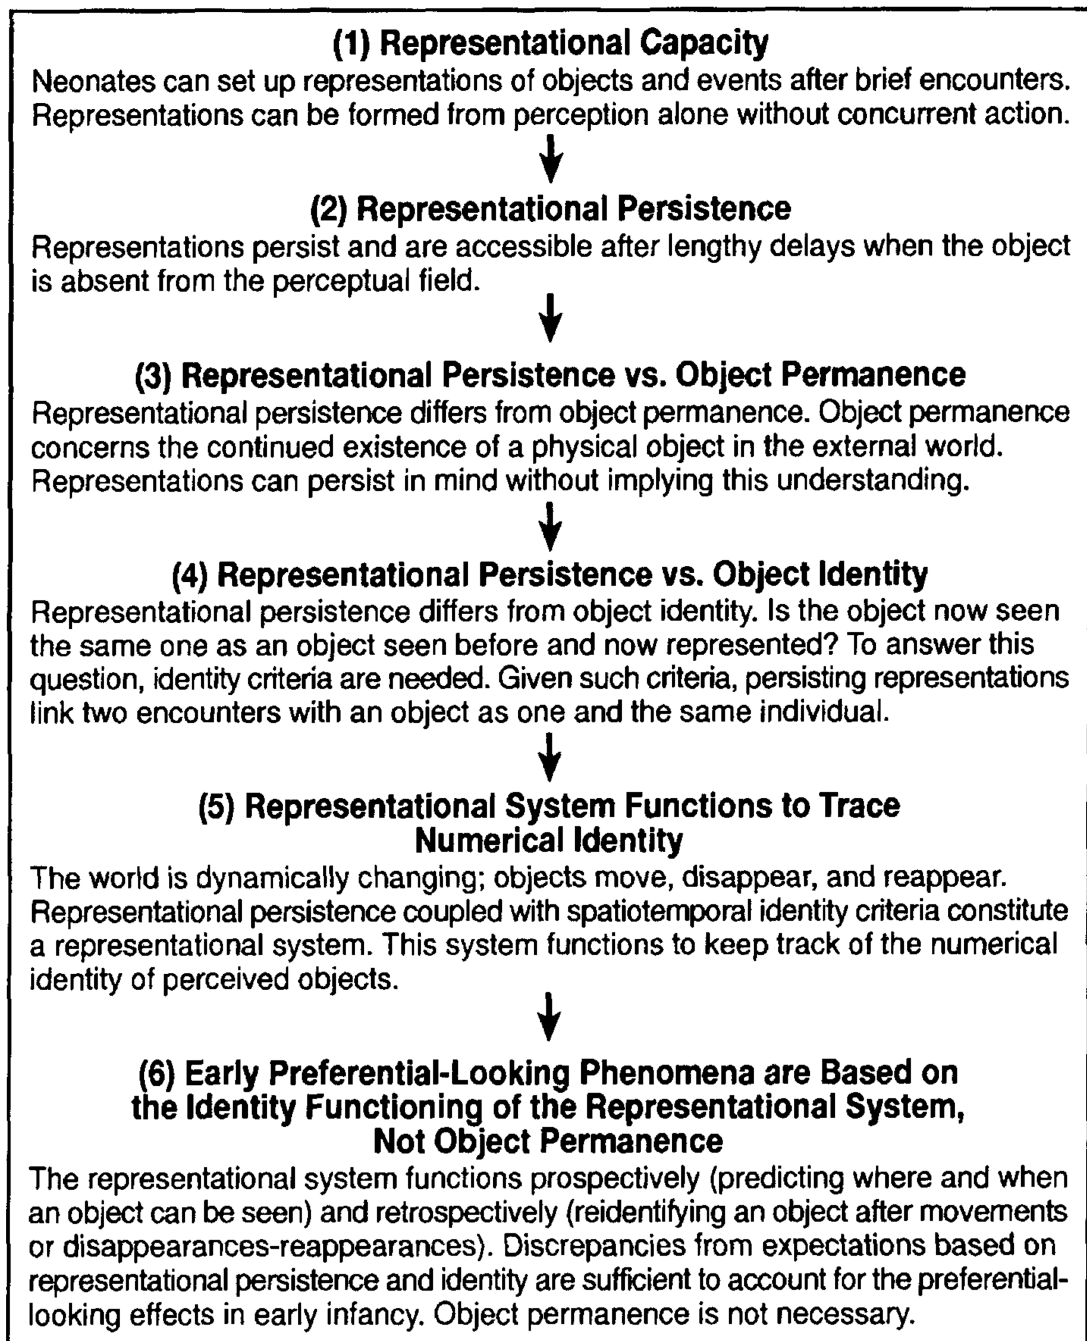 (1) Representational Capacity
Neonates can set up representations of objects and events after brief encounters.
Representations can be formed from perception alone without concurrent action.
(2) Representational Persistence
Representations persist and are accessible after lengthy delays when the object
is absent from the perceptual field.
(3) Representational Persistence vs. Object Permanence
Representational persistence differs from object permanence. Object permanence
concerns the continued existence of a physical object in the external world.
Representations can persist in mind without implying this understanding.
(4) Representational Persistence vs. Object Identity
Representational persistence differs from object identity. Is the object now seen
the same one as an object seen before and now represented? To answer this
question, identity criteria are needed. Given such criteria, persisting representations
link two encounters with an object as one and the same individual.
(5) Representational System Functions to Trace
Numerical Identity
The world is dynamically changing; objects move, disappear, and reappear.
Representational persistence coupled with spatiotemporal identity criteria constitute
a representational system. This system functions to keep track of the numerical
identity of perceived objects.
(6) Early Preferential-Looking Phenomena are Based on
the Identity Functioning of the Representational System,
Not Object Permanence
The representational system functions prospectively (predicting where and when
an object can be seen) and retrospectively (reidentifying an object after movements
or disappearances-reappearances). Discrepancies from expectations based on
representational persistence and identity are sufficient to account for the preferential-
looking effects in early infancy. Object permanence is not necessary.